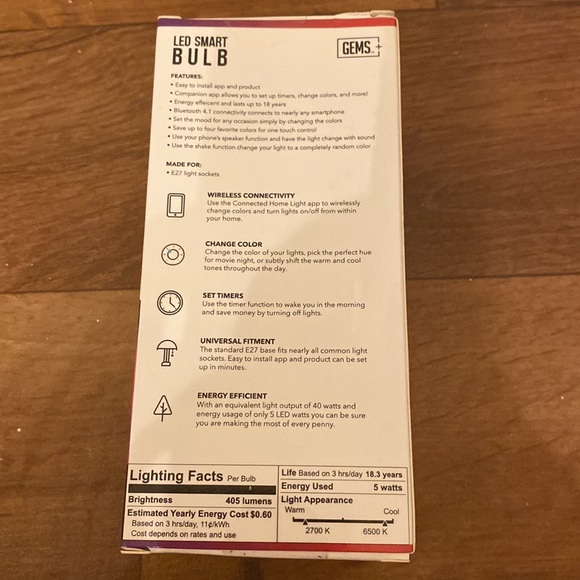 LED SMART
BULB
GEMS™+
FEATURES:
• Easy to install app and product
• Companion app allows you to set up timers, change colors, and more!
• Energy effeicent and lasts up to 18 years
• Bluetooth 4.1 connectivity connects to nearly any smartphone
• Set the mood for any occasion simply by changing the colors
• Save up to four favorite colors for one touch control
• Use your phone's speaker function and have the light change with sound
• Use the shake function change your light to a completely random color
MADE FOR:
• E27 light sockets
WIRELESS CONNECTIVITY
Use the Connected Home Light app to wirelessly
change colors and turn lights on/off from within
your home.
CHANGE COLOR
Change the color of your lights, pick the perfect hue
for movie night, or subtly shift the warm and cool
tones throughout the day.
SET TIMERS
Use the timer function to wake you in the morning
and save money by turning off lights.
UNIVERSAL FITMENT
The standard E27 base fits nearly all common light
sockets. Easy to install app and product can be set
up in minutes.
ENERGY EFFICIENT
With an equivalent light output of 40 watts and
energy usage of only 5 LED watts you can be sure
you are making the most of every penny.
Lighting Facts Per Bulb
Brightness 405 lumens
Estimated Yearly Energy Cost $0.60
Based on 3 hrs/day, 11¢/kWh
Cost depends on rates and use
Life Based on 3 hrs/day 18.3 years
Energy Used 5 watts
Light Appearance
Warm Cool
2700 K 6500 K